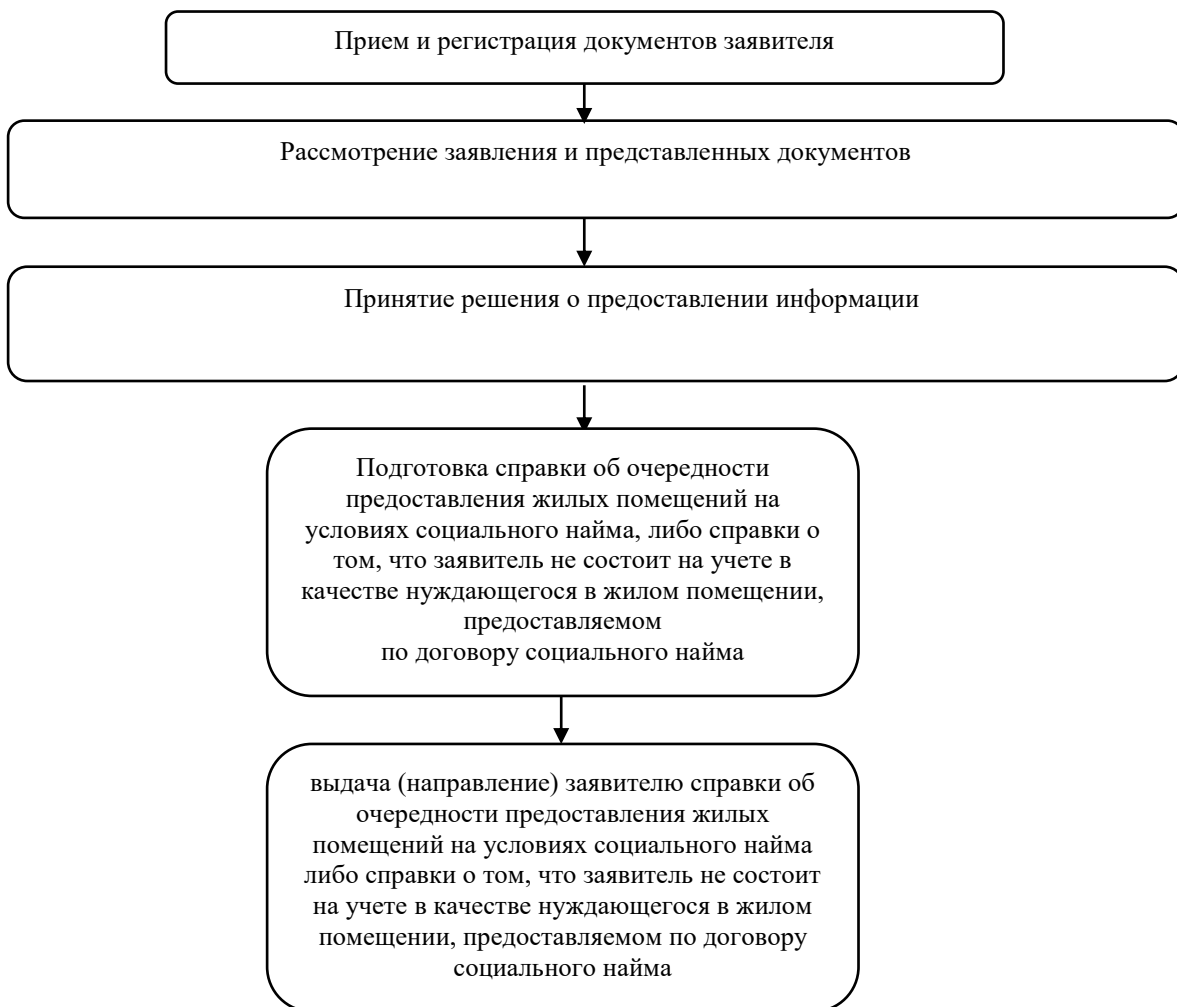 Прием и регистрация документов заявителя
Рассмотрение заявления и представленных документов
Принятие решения о предоставлении информации
Подготовка справки об очередности
предоставления жилых помещений на
условиях социального найма, либо справки о
том, что заявитель не состоит на учете в
качестве нуждающегося в жилом помещении,
предоставляемом
по договору социального найма
выдача (направление) заявителю справки об
очередности предоставления жилых
помещений на условиях социального найма
либо справки о том, что заявитель не состоит
на учете в качестве нуждающегося в жилом
помещении, предоставляемом по договору
социального найма